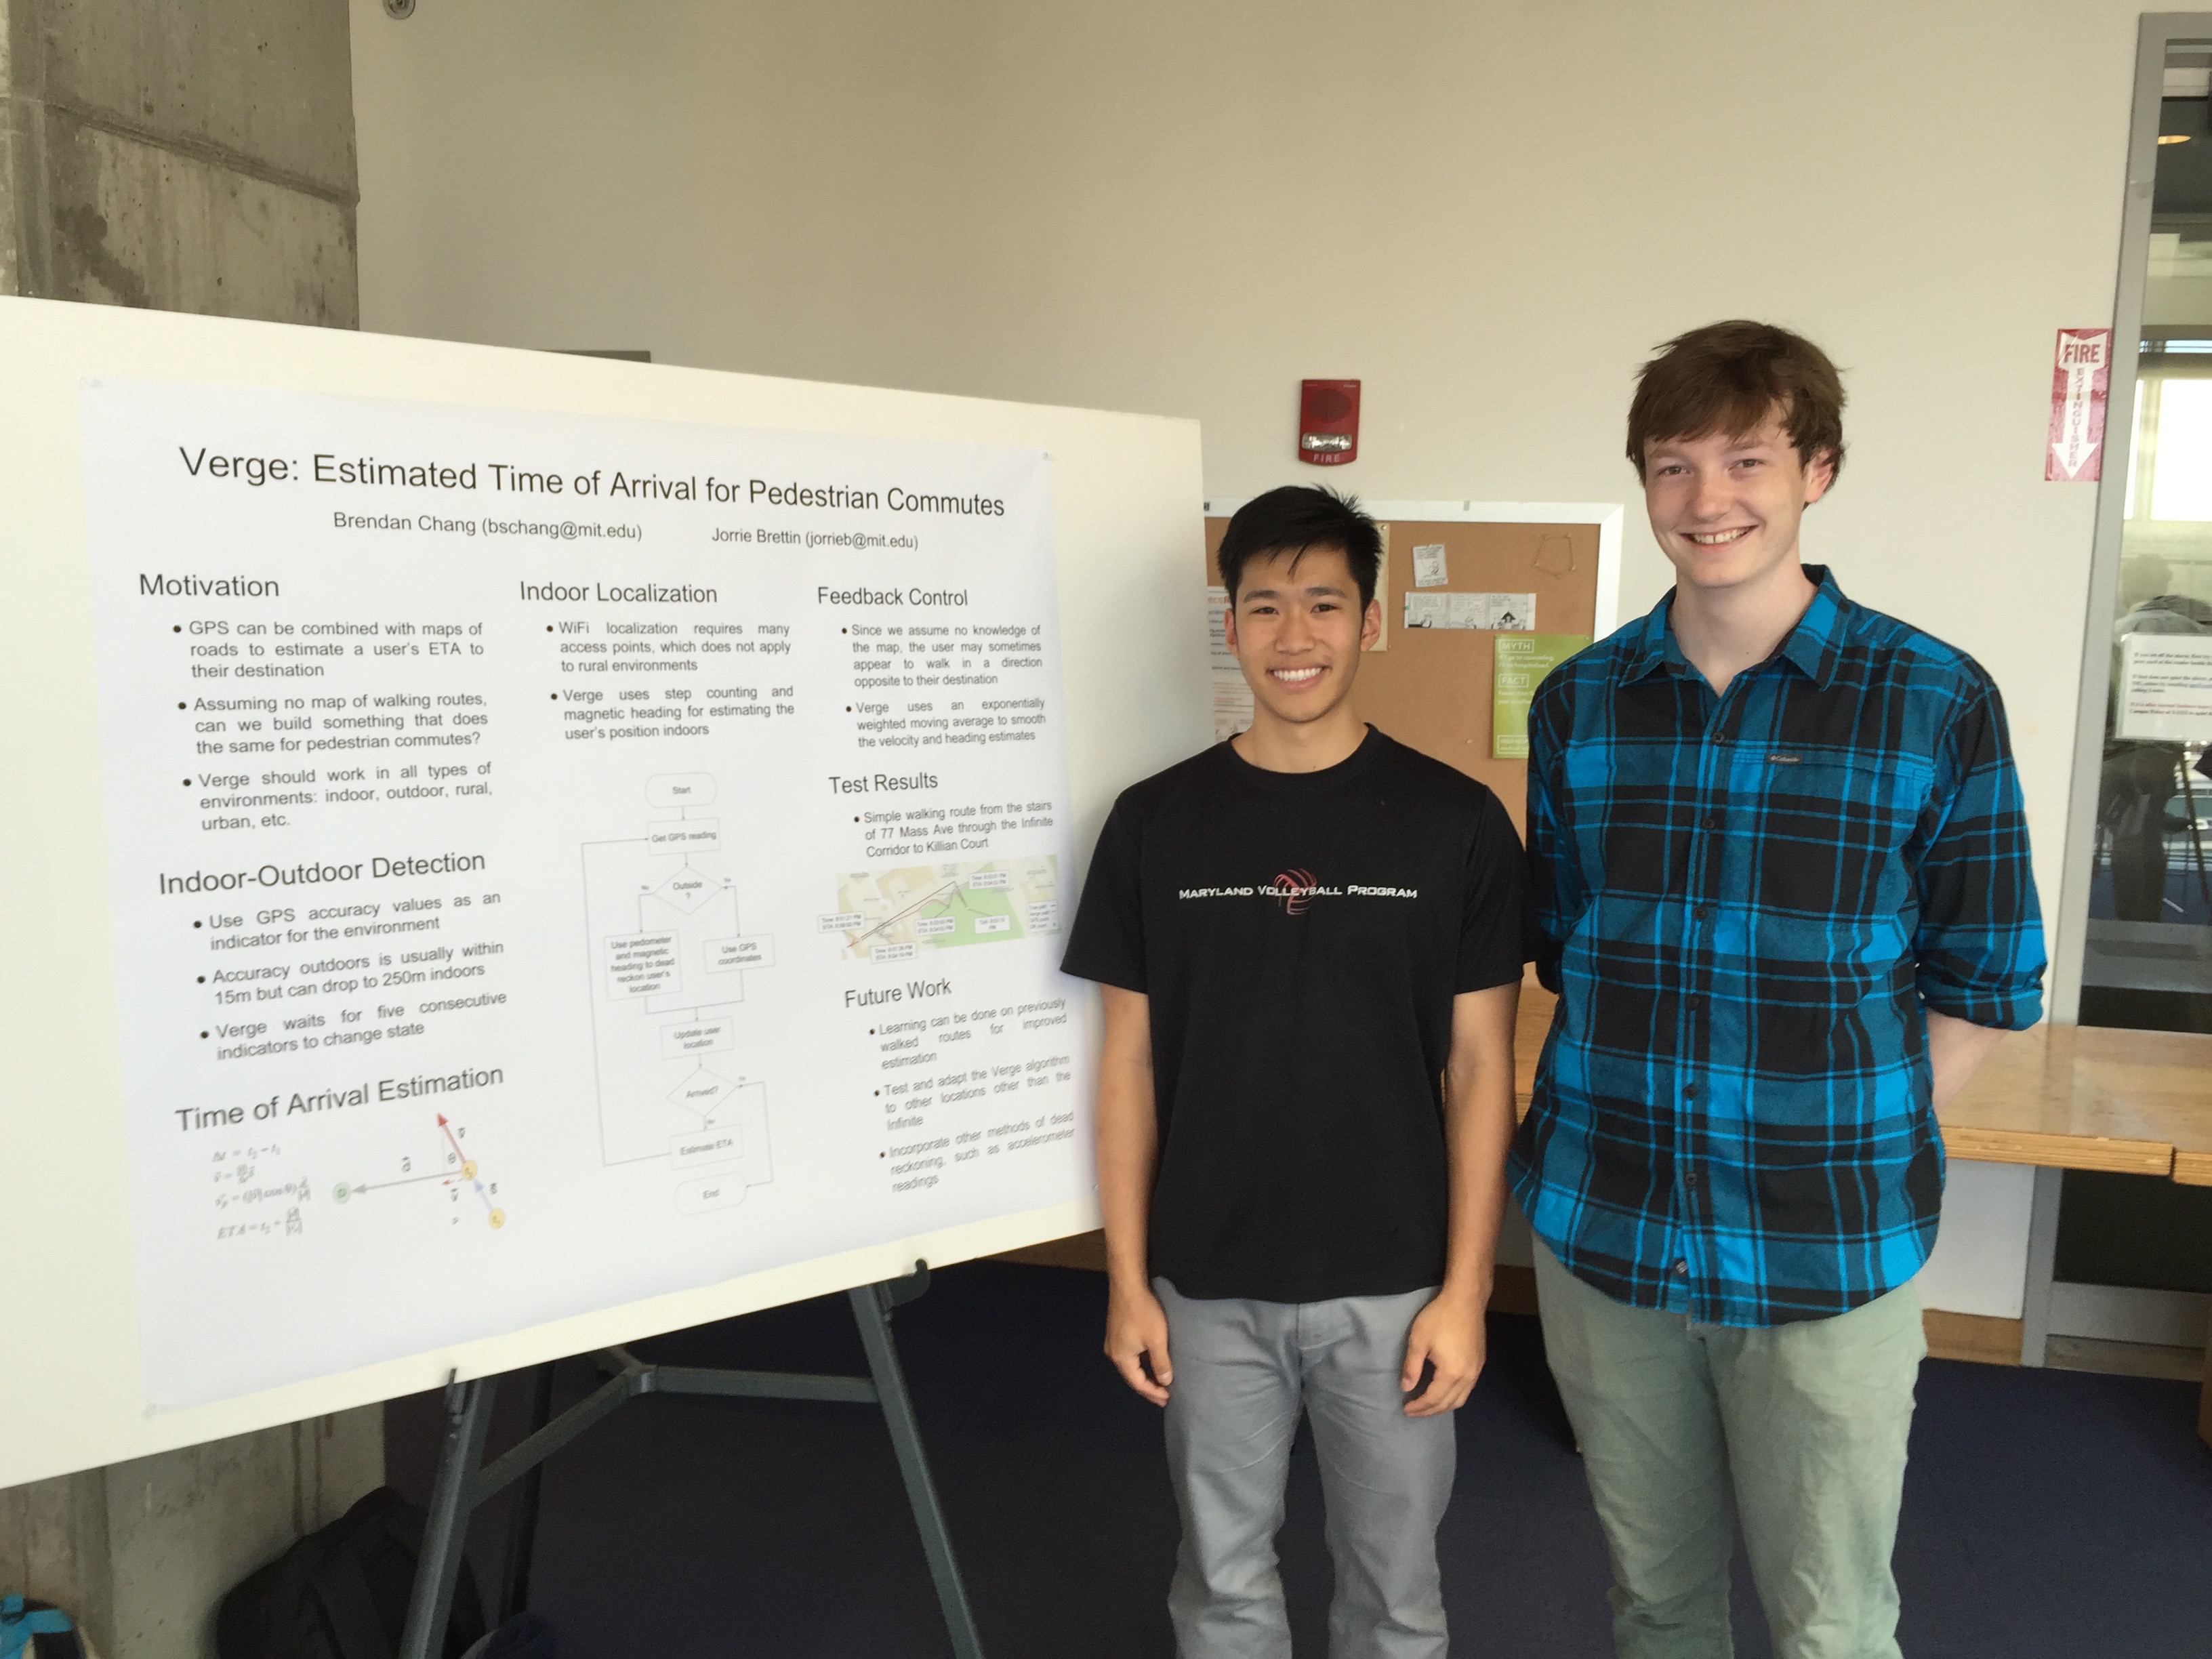 Verge: Estimated Time of Arrival for Pedestrian Commutes
Brendan Chang (bschang@mit.edu)
Jorrie Brettin (jorrieb@mit.edu)
Motivation
• GPS can be combined with maps of
roads to estimate a user's ETA to
their destination
• Assuming no map of walking routes,
can we build something that does
the same for pedestrian commutes?
• Verge should work in all types of
environments: indoor, outdoor, rural,
urban, etc.
Indoor-Outdoor Detection
• Use GPS accuracy values as an
indicator for the environment
• Accuracy outdoors is usually within
15m but can drop to 250m indoors
• Verge waits for five consecutive
indicators to change state
Time of Arrival Estimation
Indoor Localization
• WiFi localization requires many
access points, which does not apply
to rural environments
• Verge uses step counting and
magnetic heading for estimating the
user's position indoors
Start
Get GPS reading
Outside
?
No
Yes
Use pedometer
and magnetic
heading to dead
reckon user's
location
Use GPS
coordinates
Update user
location
Arrived?
Estimate ETA
End
Feedback Control
• Since we assume no knowledge of
the map, the user may sometimes
appear to walk in a direction
opposite to their destination
• Verge uses an exponentially
weighted moving average to smooth
the velocity and heading estimates
Test Results
• Simple walking route from the stairs
of 77 Mass Ave through the Infinite
Corridor to Killian Court
Future Work
• Learning can be done on previously
walked routes for improved
estimation
• Test and adapt the Verge algorithm
to other locations other than the
Infinite
• Incorporate other methods of dead
reckoning, such as accelerometer
readings
FIRE
MYTH
FACT
MARYLAND VOLLEYBALL PROGRAM
Columbia
FIRE
EXTINGUISHER